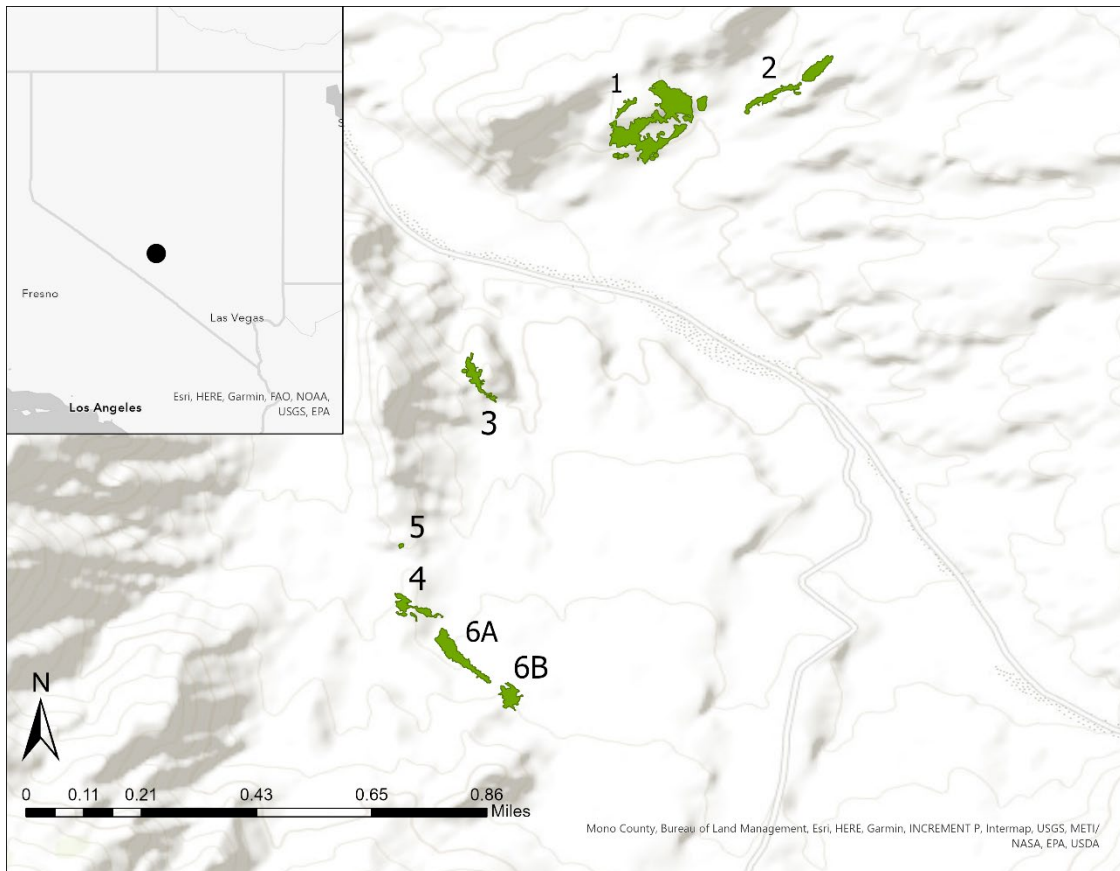 1
2
Fresno
Las Vegas
Los Angeles
Esri, HERE, Garmin, FAO, NOAA,
USGS, EPA
3
5
4
6A
6B
N
0 0.11 0.21 0.43 0.65 0.86
Miles
Mono County, Bureau of Land Management, Esri, HERE, Garmin, INCREMENT P, Intermap, USGS, METI/
NASA, EPA, USDA